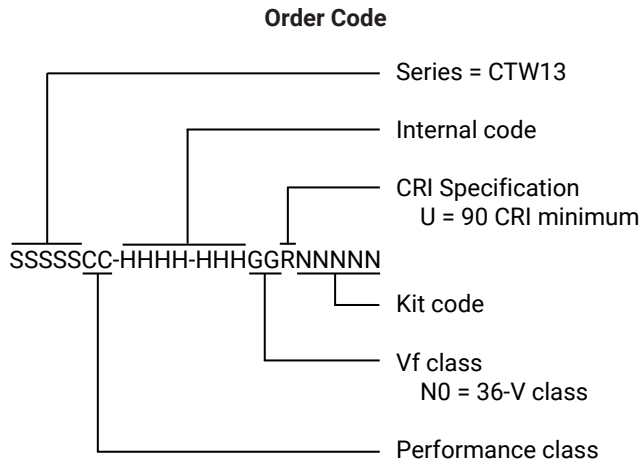 Order Code
Series = CTW13
Internal code
CRI Specification
U = 90 CRI minimum
SSSSSCC-HHHH-HHHGGRNNNNN
Kit code
Vf class
N0 = 36-V class
Performance class